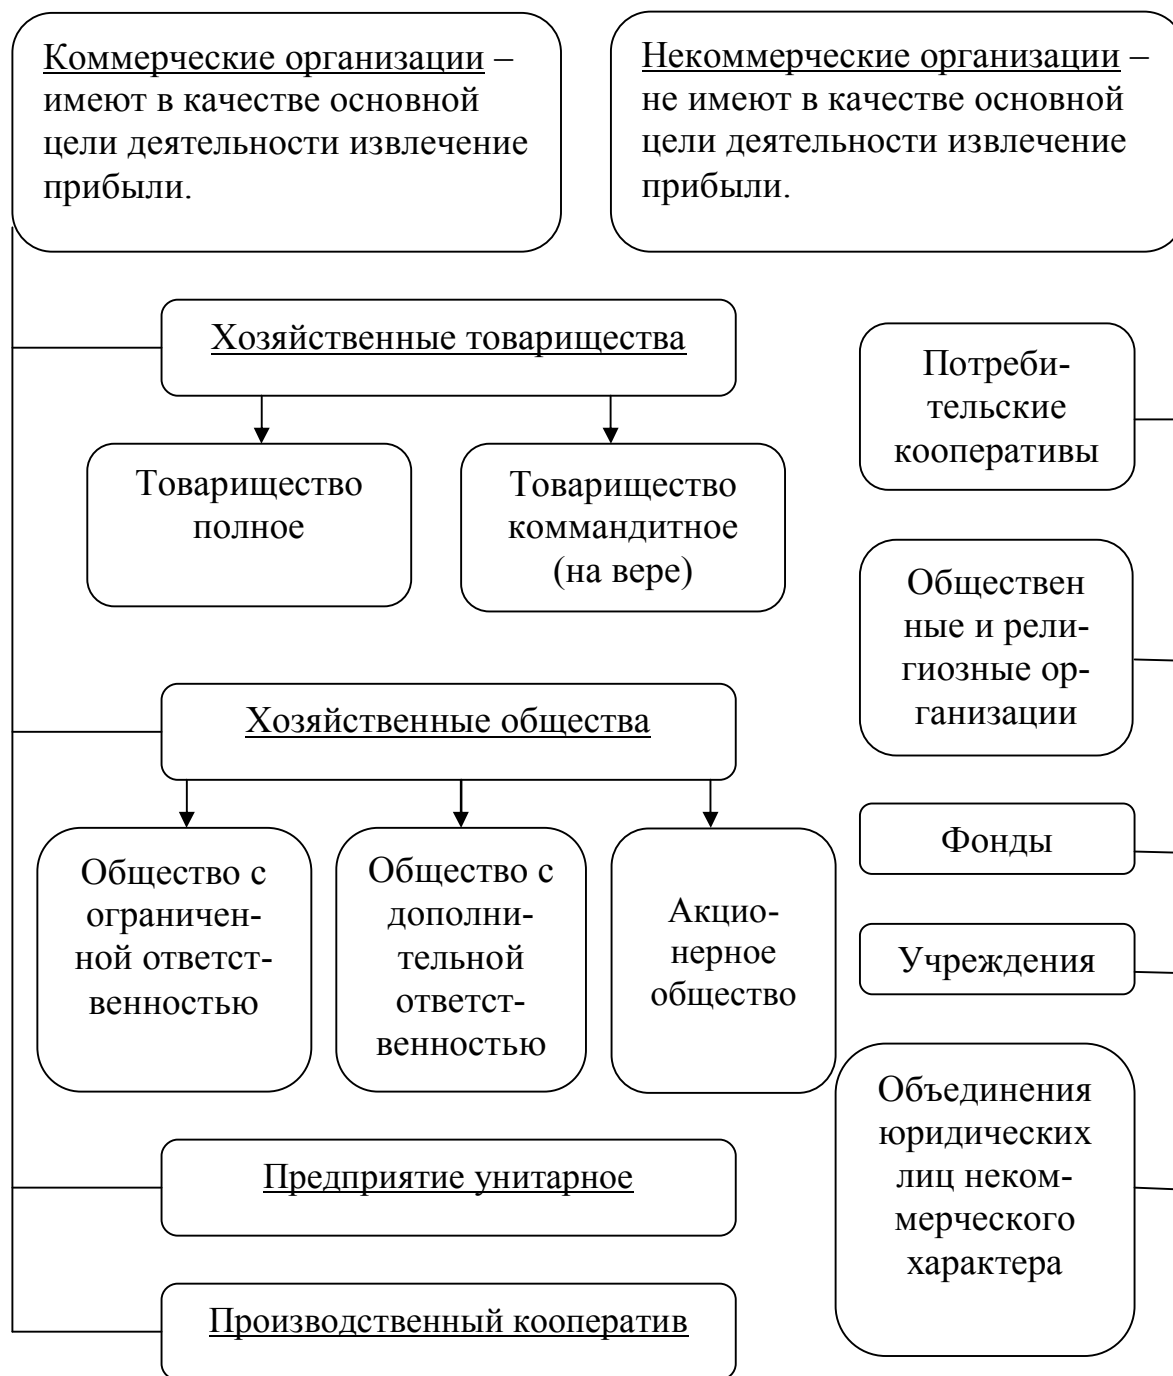 Коммерческие организации –
имеют в качестве основной
цели деятельности извлечение
прибыли.
Некоммерческие организации –
не имеют в качестве основной
цели деятельности извлечение
прибыли.
Хозяйственные товарищества
Товарищество
полное
Товарищество
коммандитное
(на вере)
Хозяйственные общества
Общество с
ограничен-
ной ответст-
венностью
Общество с
дополни-
тельной
ответст-
венностью
Акцио-
нерное
общество
Предприятие унитарное
Производственный кооператив
Потреби-
тельские
кооперативы
Обществен
ные и рели-
гиозные ор-
ганизации
Фонды
Учреждения
Объединения
юридических
лиц неком-
мерческого
характера